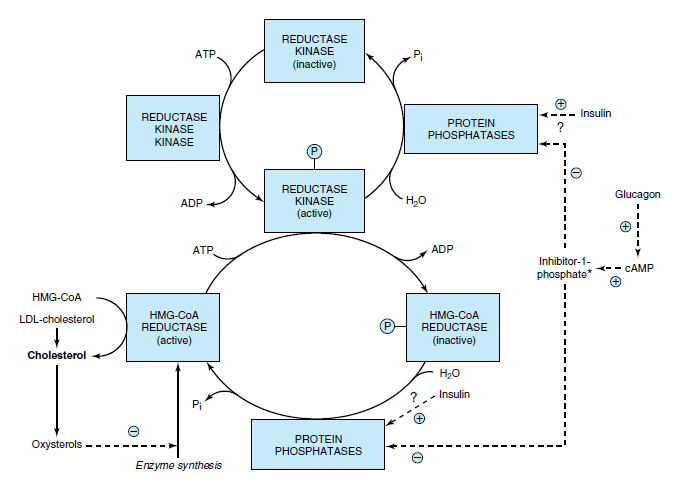 REDUCTASE
KINASE
(inactive)
ATP
Pi
REDUCTASE
KINASE
KINASE
PROTEIN
PHOSPHATASES
+
Insulin
?
P
−
ADP
REDUCTASE
KINASE
(active)
H2O
Glucagon
+
ATP
ADP
Inhibitor-1-
phosphate*
cAMP
+
HMG-CoA
LDL-cholesterol
Cholesterol
HMG-CoA
REDUCTASE
(active)
P
HMG-CoA
REDUCTASE
(inactive)
H2O
Pi
?
Insulin
+
−
Oxysterols
Enzyme synthesis
PROTEIN
PHOSPHATASES
−